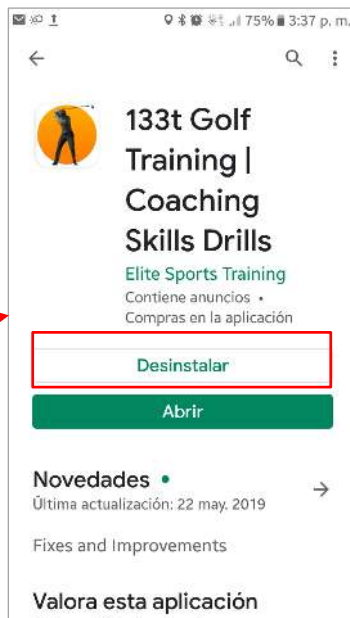 75% 3:37 p. m.
133t Golf
Training |
Coaching
Skills Drills
Elite Sports Training
Contiene anuncios •
Compras en la aplicación
Desinstalar
Abrir
Novedades •
Última actualización: 22 may. 2019
Fixes and Improvements
Valora esta aplicación